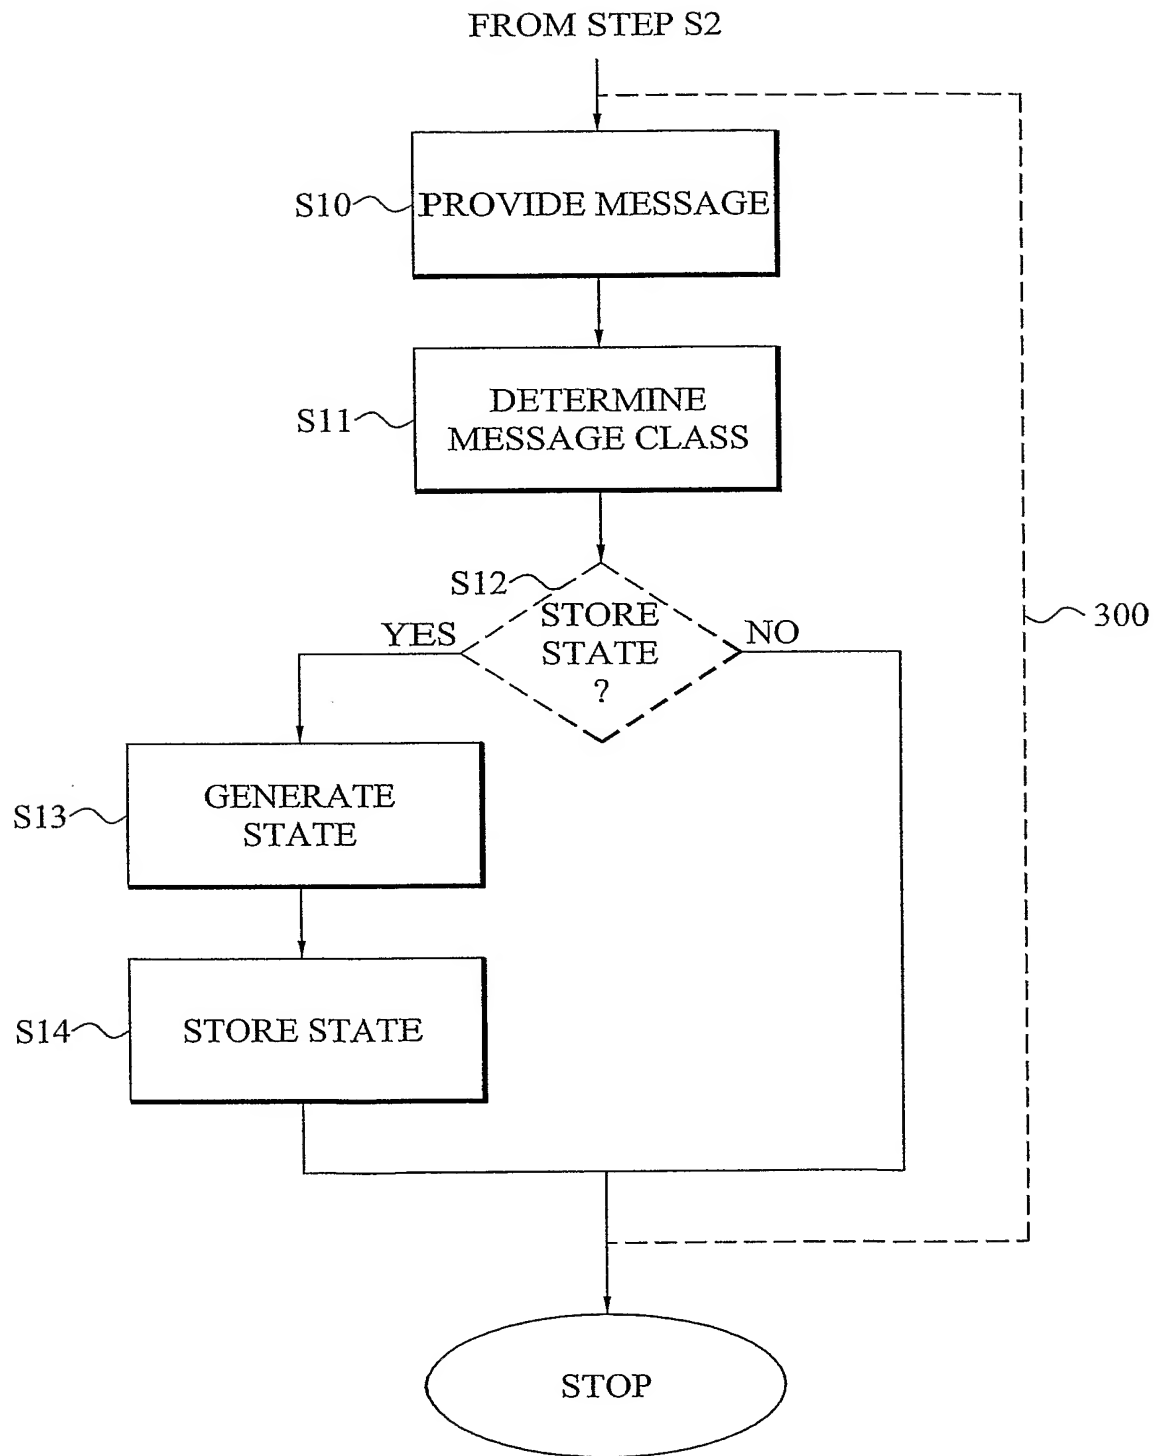 FROM STEP S2
S10
PROVIDE MESSAGE
S11
DETERMINE
MESSAGE CLASS
S12
STORE
STATE
?
YES
NO
300
S13
GENERATE
STATE
S14
STORE STATE
STOP